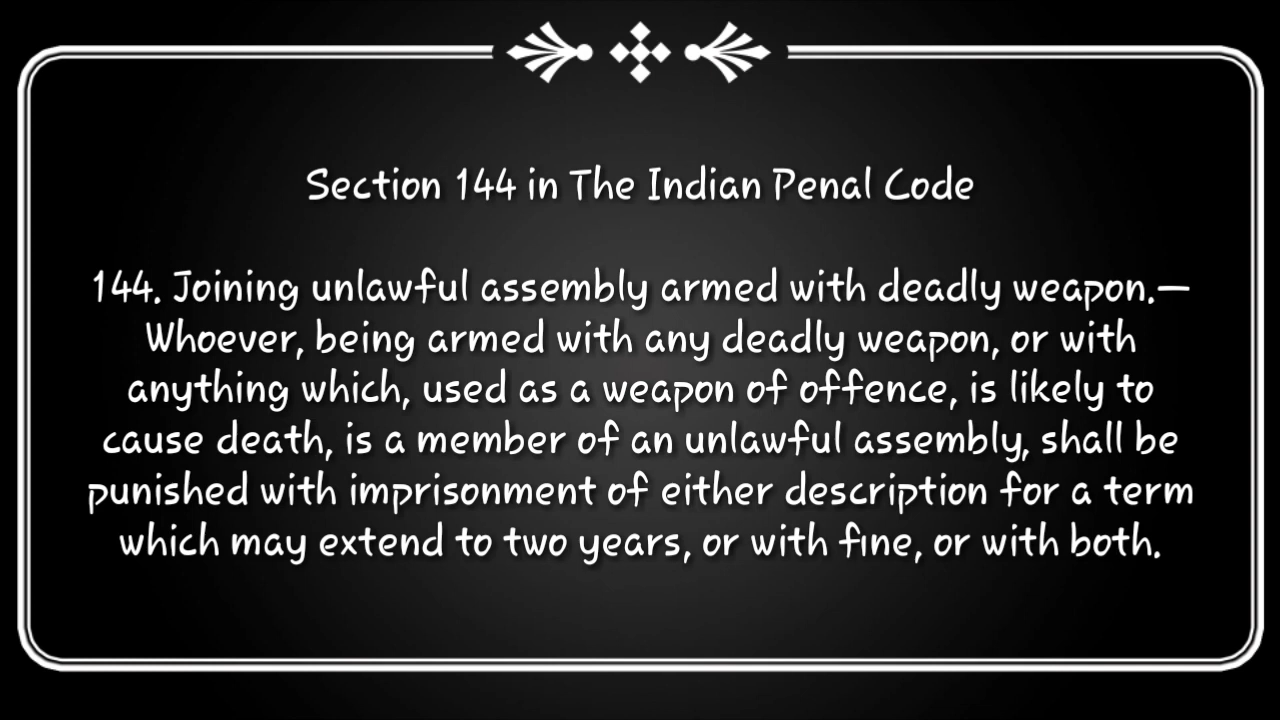 Section 144 in The Indian Penal Code
144. Joining unlawful assembly armed with deadly weapon.—
Whoever, being armed with any deadly weapon, or with
anything which, used as a weapon of offence, is likely to
cause death, is a member of an unlawful assembly, shall be
punished with imprisonment of either description for a term
which may extend to two years, or with fine, or with both.